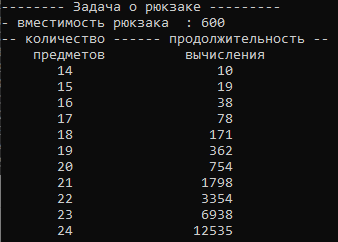 -------- Задача о рюкзаке ---------
- вместимость рюкзака  : 600
-- количество ------ продолжительность --
    предметов          вычисления
       14                  10
       15                  19
       16                  38
       17                  78
       18                 171
       19                 362
       20                 754
       21                1798
       22                3354
       23                6938
       24               12535